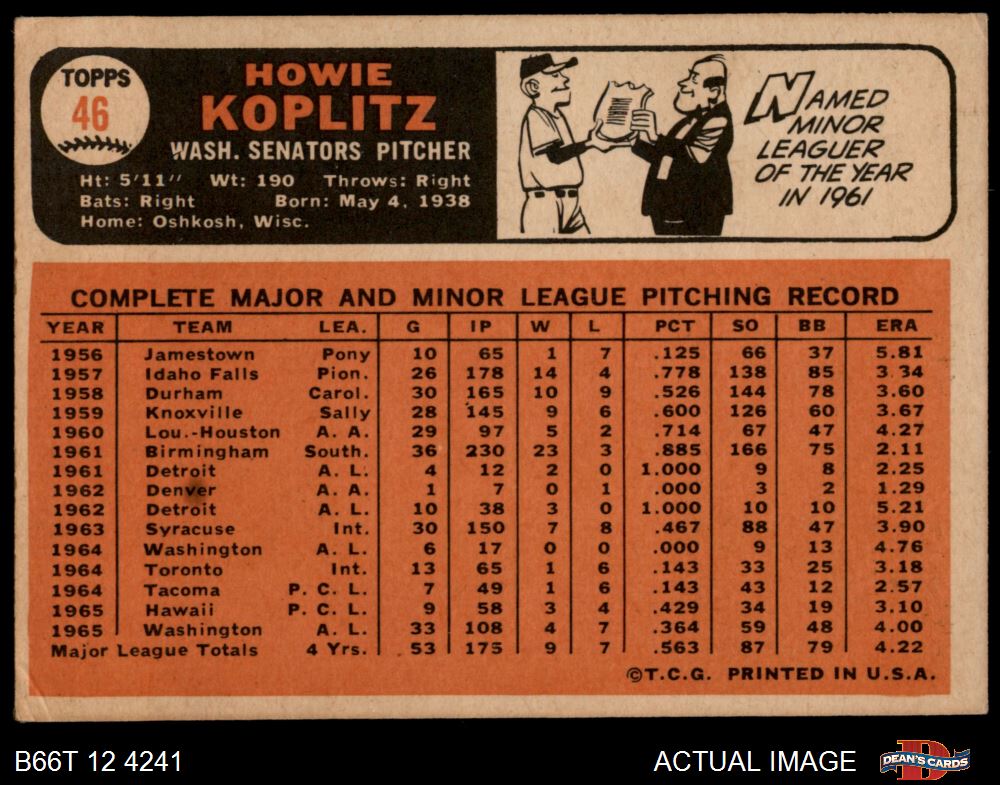 TOPPS
46
HOWIE
KOPLITZ
WASH. SENATORS PITCHER
Ht: 5'11" Wt: 190 Throws: Right
Bats: Right Born: May 4, 1938
Home: Oshkosh, Wisc.
NAMED
MINOR
LEAGUER
OF THE YEAR
IN 1961
COMPLETE MAJOR AND MINOR LEAGUE PITCHING RECORD
YEAR TEAM LEA. G IP W L PCT SO BB ERA
1956 Jamestown Pony 10 65 1 7 .125 66 37 5.81
1957 Idaho Falls Pion. 26 178 14 4 .778 138 85 3.34
1958 Durham Carol. 30 165 10 9 .526 144 78 3.60
1959 Knoxville Sally 28 145 9 6 .600 126 60 3.67
1960 Lou.-Houston A. A. 29 97 5 2 .714 67 47 4.27
1961 Birmingham South. 36 230 23 3 .885 166 75 2.11
1961 Detroit A. L. 4 12 2 0 1.000 9 8 2.25
1962 Denver A. A. 1 7 0 1 .000 3 2 1.29
1962 Detroit A. L. 10 38 3 0 1.000 10 10 5.21
1963 Syracuse Int. 30 150 7 8 .467 88 47 3.90
1964 Washington A. L. 6 17 0 0 .000 9 13 4.76
1964 Toronto Int. 13 65 1 6 .143 33 25 3.18
1964 Tacoma P. C. L. 7 49 1 6 .143 43 12 2.57
1965 Hawaii P. C. L. 9 58 3 4 .429 34 19 3.10
1965 Washington A. L. 33 108 4 7 .364 59 48 4.00
Major League Totals 4 Yrs. 53 175 9 7 .563 87 79 4.22
©T.C.G. PRINTED IN U.S.A.
B66T 12 4241
ACTUAL IMAGE
D
DEAN'S CARDS